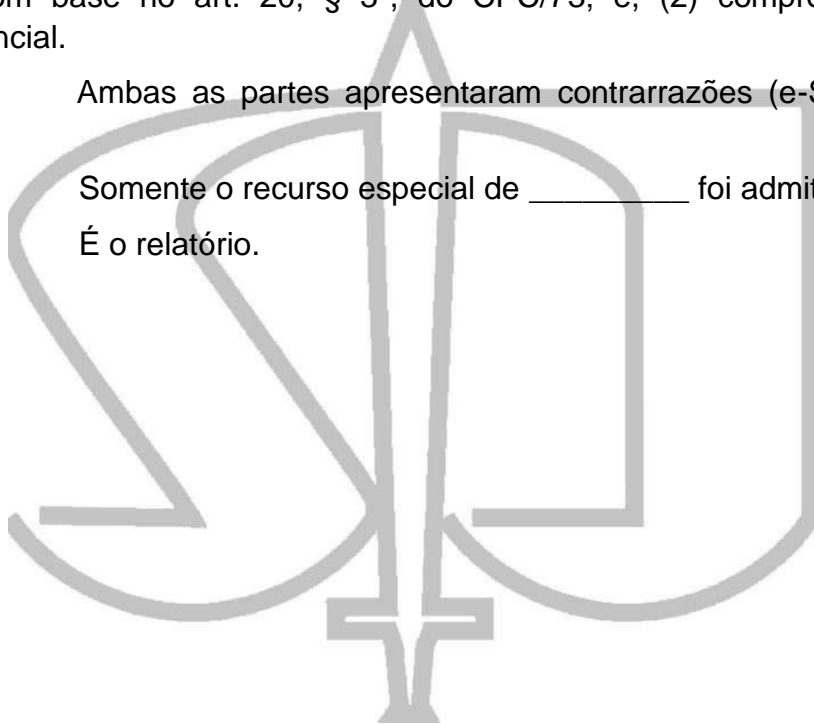 com base no art. 20, § 3º, do CPC/73; e, (2) compro
ncial.
Ambas as partes apresentaram contrarrazões (e-S
Somente o recurso especial de _________ foi admit
É o relatório.